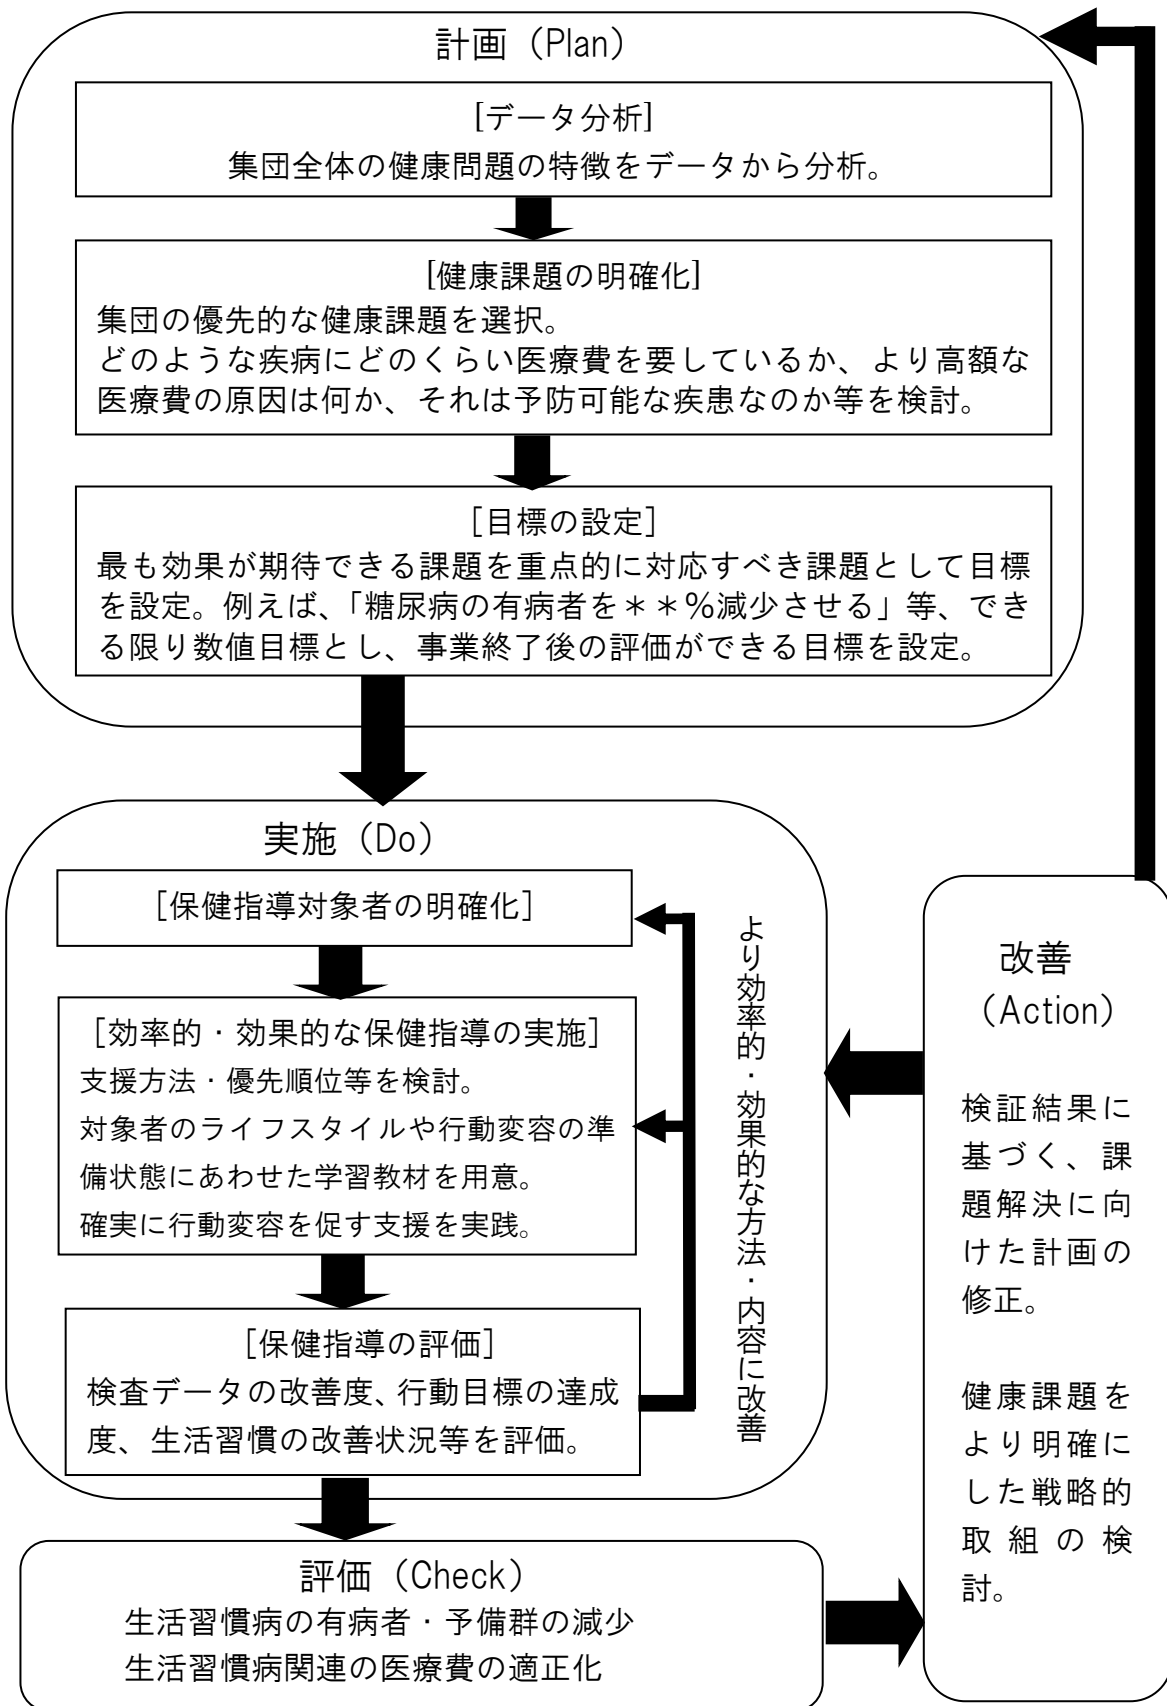 計画（Plan）
[データ分析]
集団全体の健康問題の特徴をデータから分析。
[健康課題の明確化]
集団の優先的な健康課題を選択。
どのような疾病にどのくらい医療費を要しているか、より高額な
医療費の原因は何か、それは予防可能な疾患なのか等を検討。
［目標の設定］
最も効果が期待できる課題を重点的に対応すべき課題として目標
を設定。例えば、「糖尿病の有病者を＊＊％減少させる」等、でき
る限り数値目標とし、事業終了後の評価ができる目標を設定。
実施（Do）
［保健指導対象者の明確化］
［効率的・効果的な保健指導の実施］
支援方法・優先順位等を検討。
対象者のライフスタイルや行動変容の準
備状態にあわせた学習教材を用意。
確実に行動変容を促す支援を実践。
［保健指導の評価］
検査データの改善度、行動目標の達成
度、生活習慣の改善状況等を評価。
より効率的・効果的な方法・内容に改善
評価（Check）
生活習慣病の有病者・予備群の減少
生活習慣病関連の医療費の適正化
改善
（Action）
検証結果に
基づく、課
題解決に向
けた計画の
修正。
健康課題を
より明確に
した戦略的
取組の検
討。